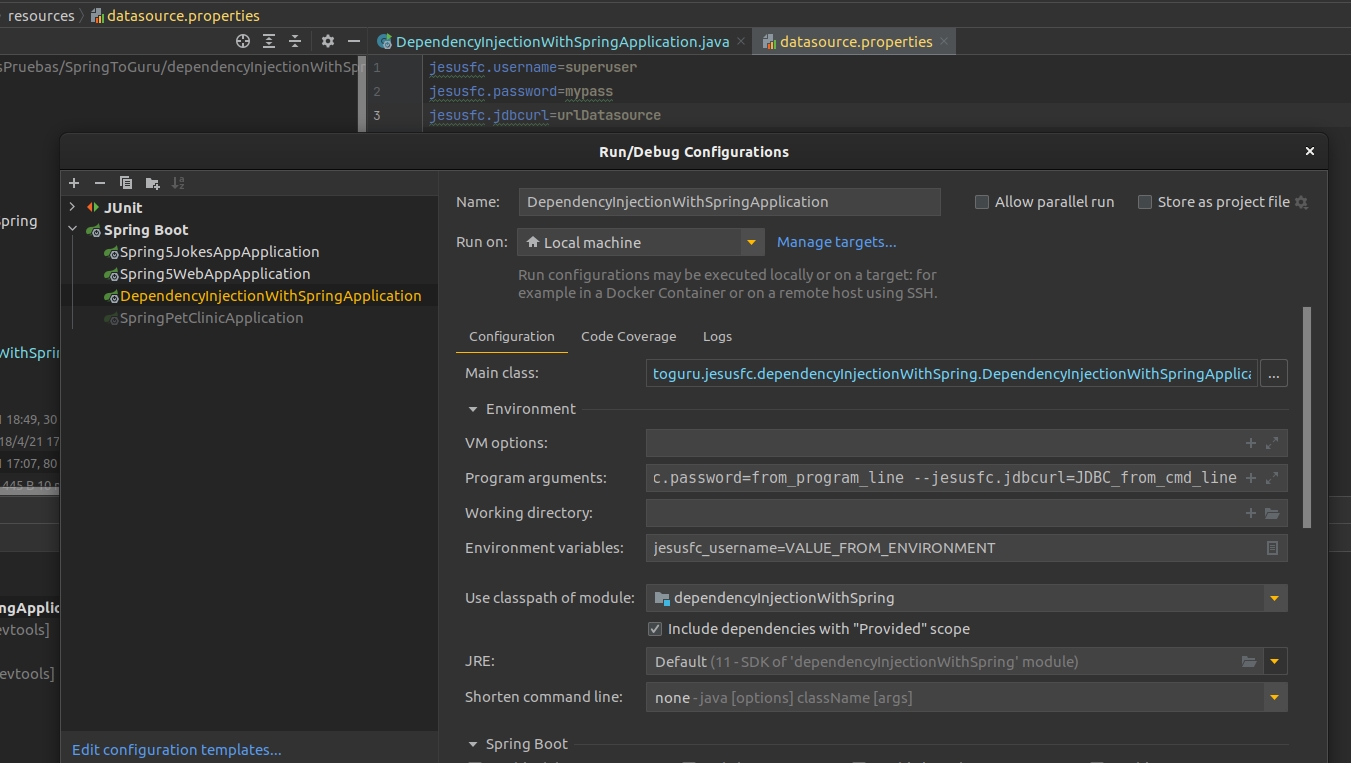 resources
datasource.properties
DependencyInjectionWithSpringApplication.java
datasource.properties
sPruebas/SpringToGuru/dependencyInjectionWithSpr
1 jesusfc.username=superuser
2 jesusfc.password=mypass
3 jesusfc.jdbcurl=urlDatasource
Run/Debug Configurations
JUnit
Spring Boot
Spring5JokesAppApplication
Spring5WebAppApplication
DependencyInjectionWithSpringApplication
SpringPetClinicApplication
Edit configuration templates...
pring
WithSprin
18:49, 30
18/4/21 17
17:07, 80
445 B 10
ngApplic
evtools]
evtools]
Name: DependencyInjectionWithSpringApplication
Allow parallel run
Store as project file
Run on: Local machine
Manage targets...
Run configurations may be executed locally or on a target: for
example in a Docker Container or on a remote host using SSH.
Configuration Code Coverage Logs
Main class: toguru.jesusfc.dependencyInjectionWithSpring.DependencyInjectionWithSpringApplica ...
Environment
VM options:
Program arguments: c.password=from_program_line --jesusfc.jdbcurl=JDBC_from_cmd_line
Working directory:
Environment variables: jesusfc_username=VALUE_FROM_ENVIRONMENT
Use classpath of module: dependencyInjectionWithSpring
Include dependencies with "Provided" scope
JRE: Default (11 - SDK of 'dependencyInjectionWithSpring' module)
Shorten command line: none - java [options] className [args]
Spring Boot